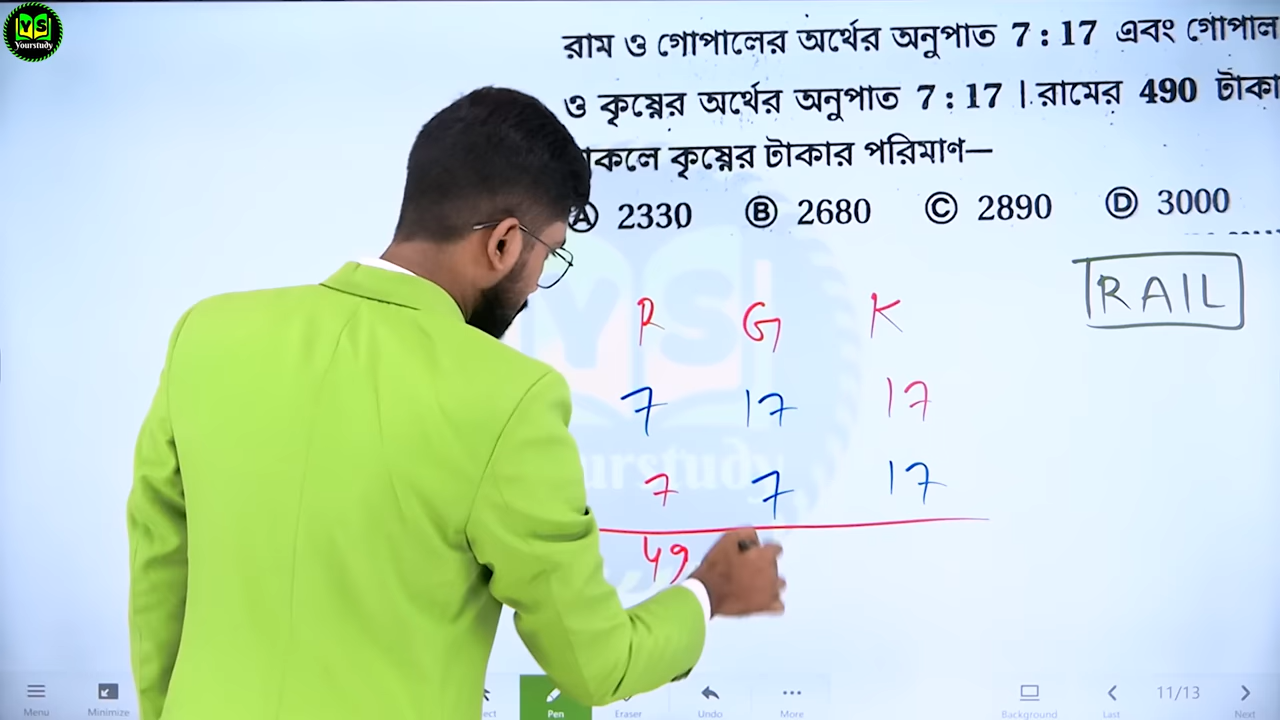 YS
Yourstudy
রাম ও গোপালের অর্থের অনুপাত 7 : 17 এবং গোপাল
ও কৃষ্ণের অর্থের অনুপাত 7 : 17 । রামের 490 টাকা
কলে কৃষ্ণের টাকার পরিমাণ—
Ⓐ 2330 Ⓑ 2680 Ⓒ 2890 Ⓓ 3000
RAIL
R G K
7 17 17
7 7 17
49
Menu Minimize Pen Eraser Undo More Background Last 11/13 Next